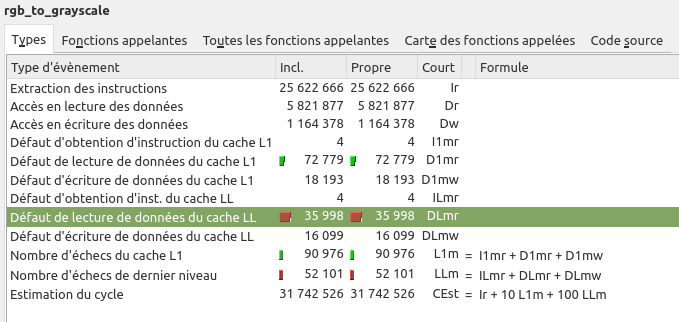 rgb_to_grayscale
Types Fonctions appelantes Toutes les fonctions appelantes Carte des fonctions appelées Code source
Type d'évènement Incl. Propre Court Formule
Extraction des instructions 25 622 666 25 622 666 Ir
Accès en lecture des données 5 821 877 5 821 877 Dr
Accès en écriture des données 1 164 378 1 164 378 Dw
Défaut d'obtention d'instruction du cache L1 4 4 I1mr
Défaut de lecture de données du cache L1 72 779 72 779 D1mr
Défaut d'écriture de données du cache L1 18 193 18 193 D1mw
Défaut d'obtention d'inst. du cache LL 4 4 ILmr
Défaut de lecture de données du cache LL 35 998 35 998 DLmr
Défaut d'écriture de données du cache LL 16 099 16 099 DLmw
Nombre d'échecs du cache L1 90 976 90 976 L1m = I1mr + D1mr + D1mw
Nombre d'échecs de dernier niveau 52 101 52 101 LLm = ILmr + DLmr + DLmw
Estimation du cycle 31 742 526 31 742 526 CEst = Ir + 10 L1m + 100 LLm